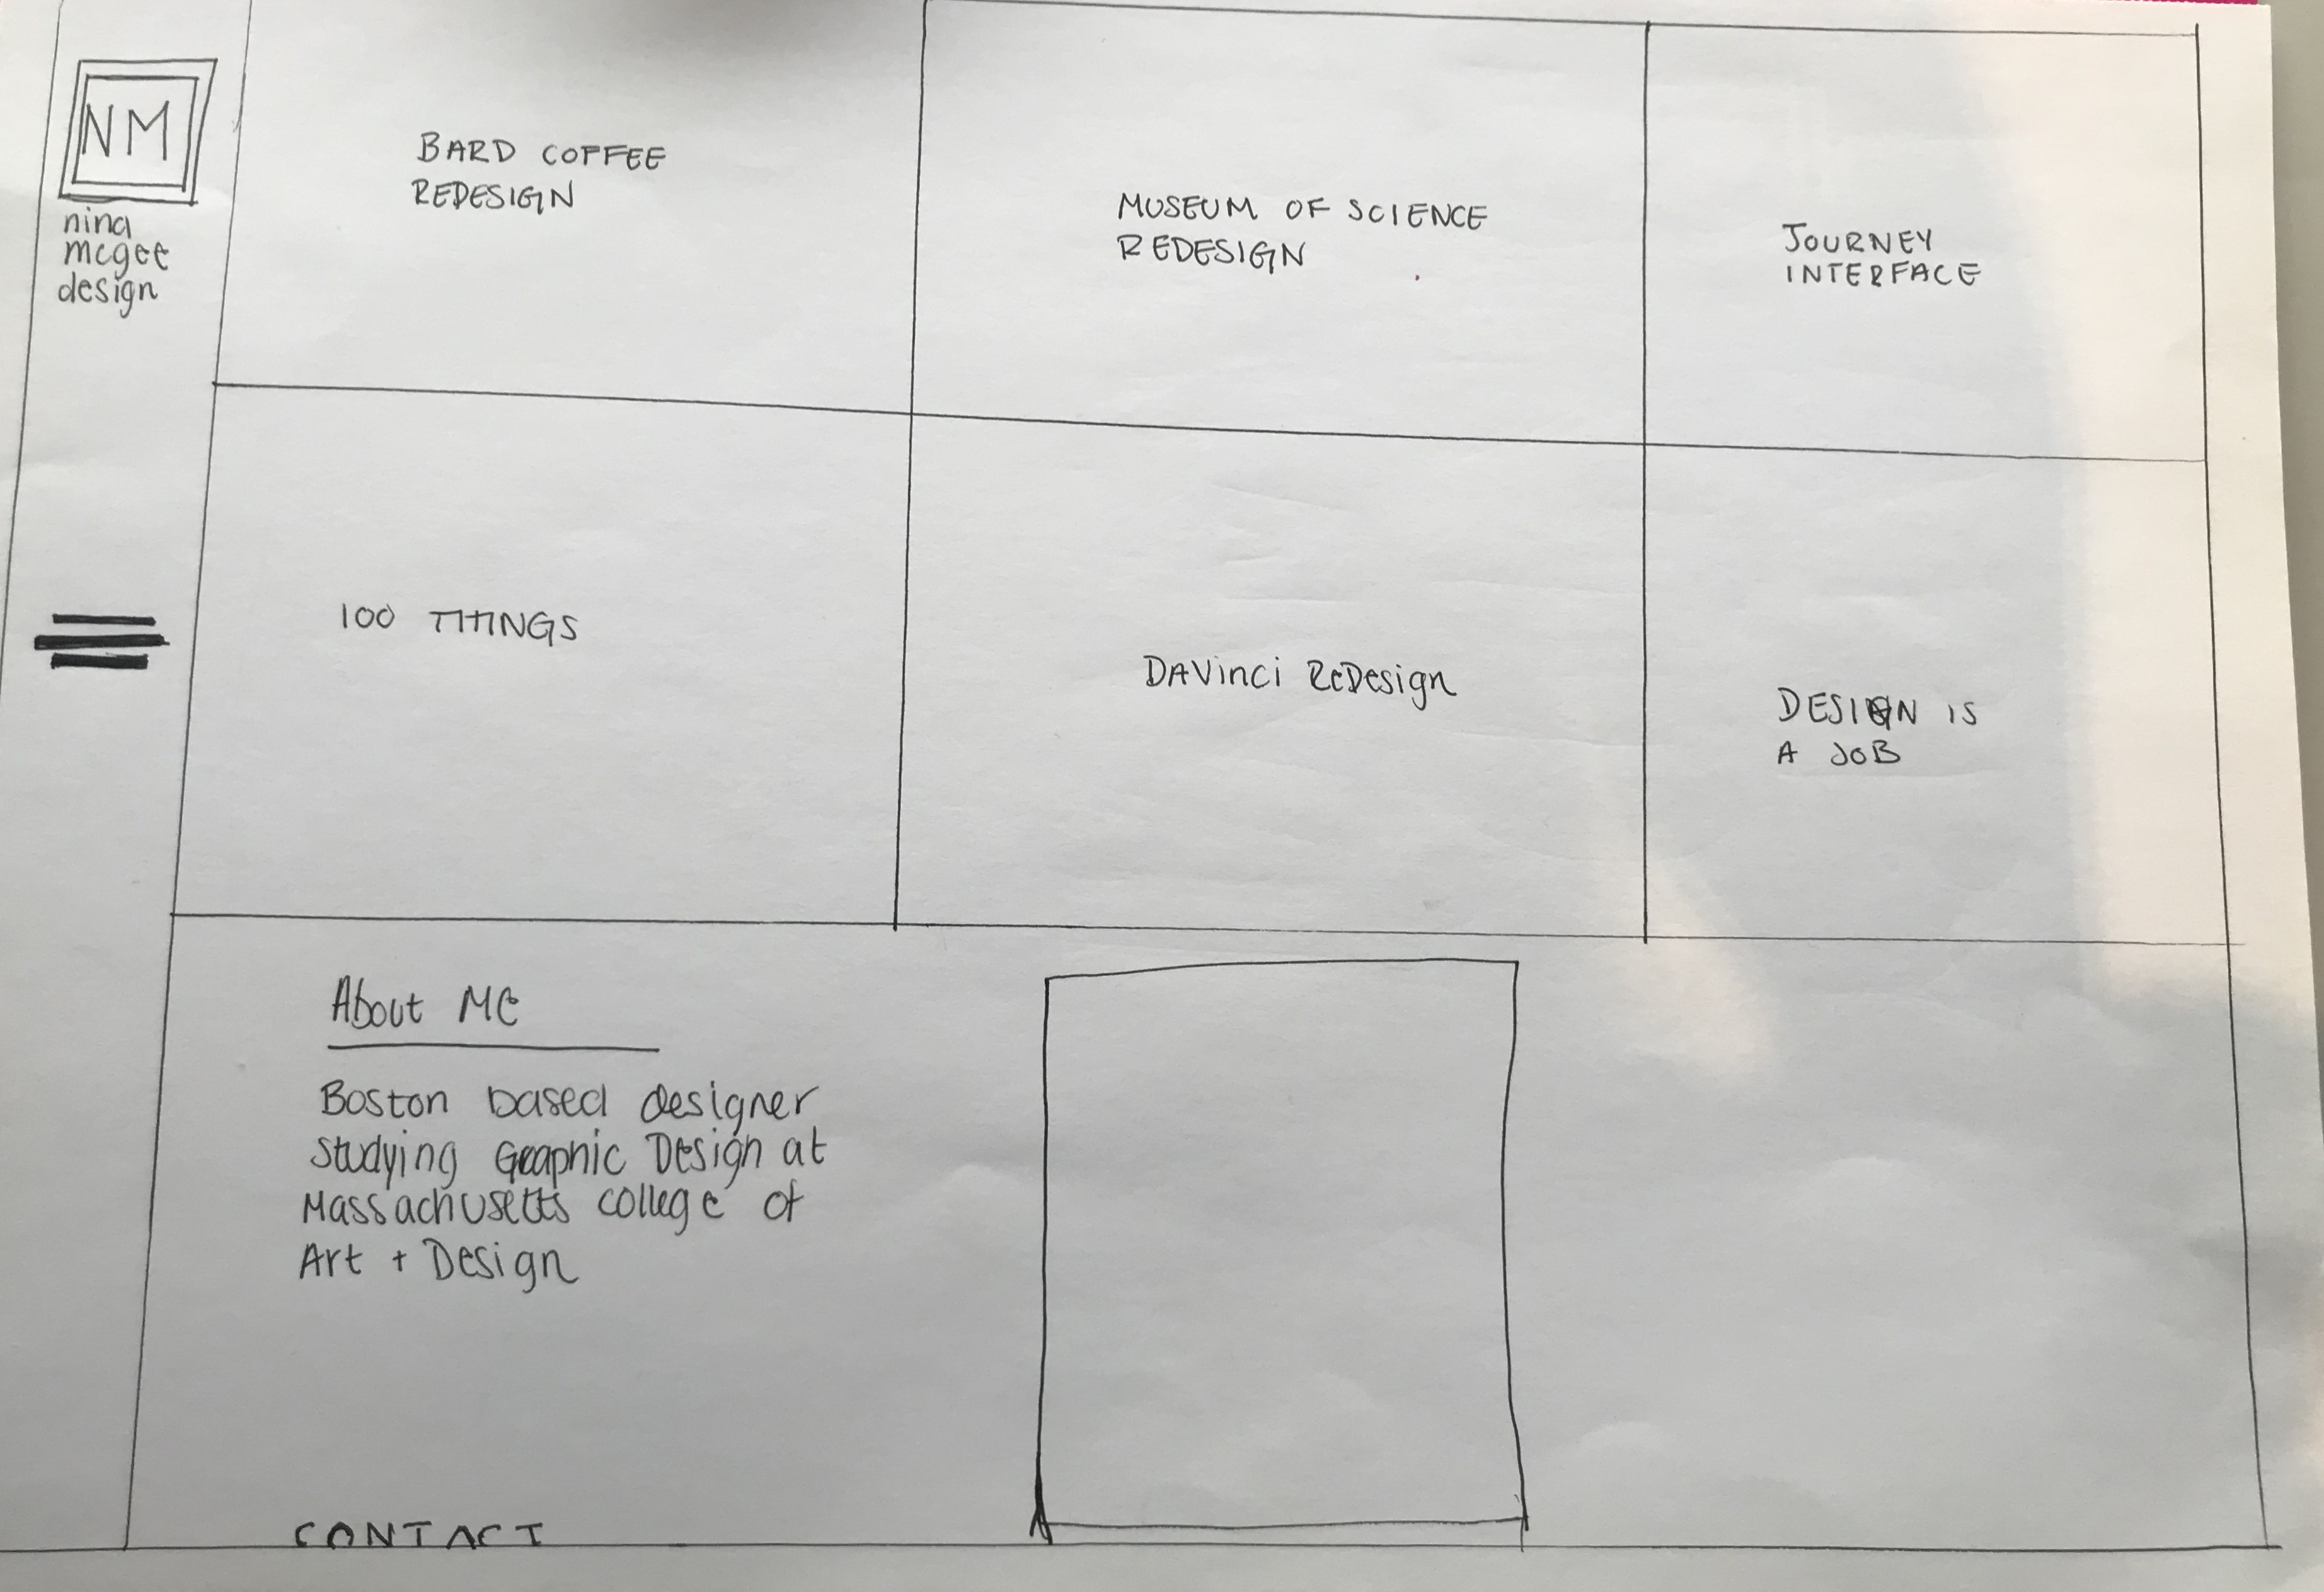 NM
nina
mcgee
design
BARD COFFEE
REDESIGN
MUSEUM OF SCIENCE
REDESIGN
JOURNEY
INTERFACE
100 THINGS
DAVinci ReDesign
DESIGN IS
A JOB
About Me
Boston based designer
studying Graphic Design at
Massachusetts college of
Art + Design
CONTACT